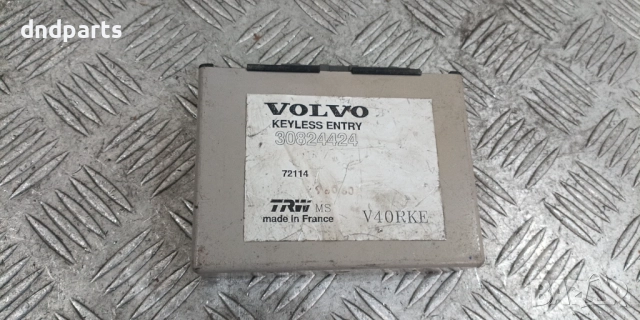 dndparts
VOLVO
KEYLESS ENTRY
30824424
72114
TRW MS
made in France
V40RKE